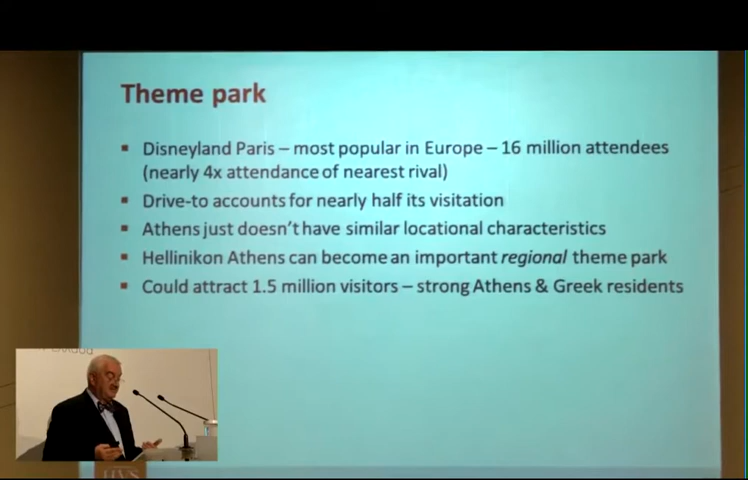 Theme park
▪ Disneyland Paris – most popular in Europe – 16 million attendees
(nearly 4x attendance of nearest rival)
▪ Drive-to accounts for nearly half its visitation
▪ Athens just doesn't have similar locational characteristics
▪ Hellinikon Athens can become an important regional theme park
▪ Could attract 1.5 million visitors – strong Athens & Greek residents
HVS